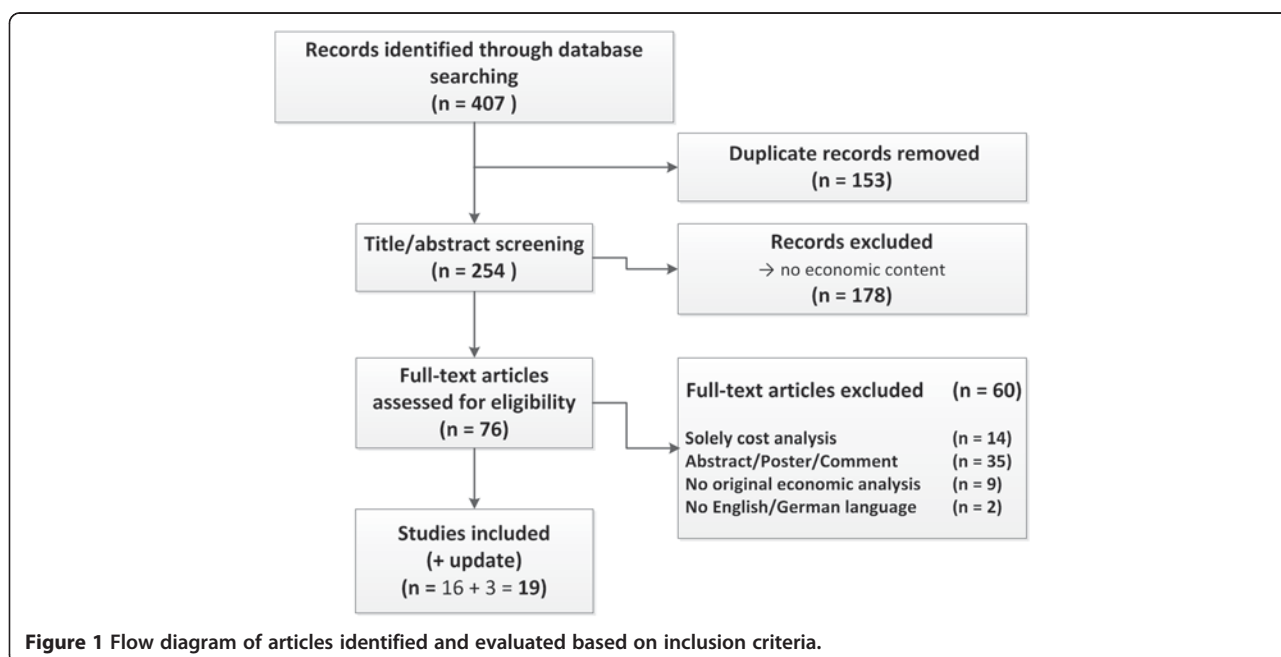 Records identified through database
searching
(n = 407 )
Duplicate records removed
(n = 153)
Title/abstract screening
(n = 254 )
Records excluded
→ no economic content
(n = 178)
Full-text articles
assessed for eligibility
(n = 76)
Full-text articles excluded (n = 60)
Solely cost analysis (n = 14)
Abstract/Poster/Comment (n = 35)
No original economic analysis (n = 9)
No English/German language (n = 2)
Studies included
(+ update)
(n = 16 + 3 = 19)
Figure 1 Flow diagram of articles identified and evaluated based on inclusion criteria.